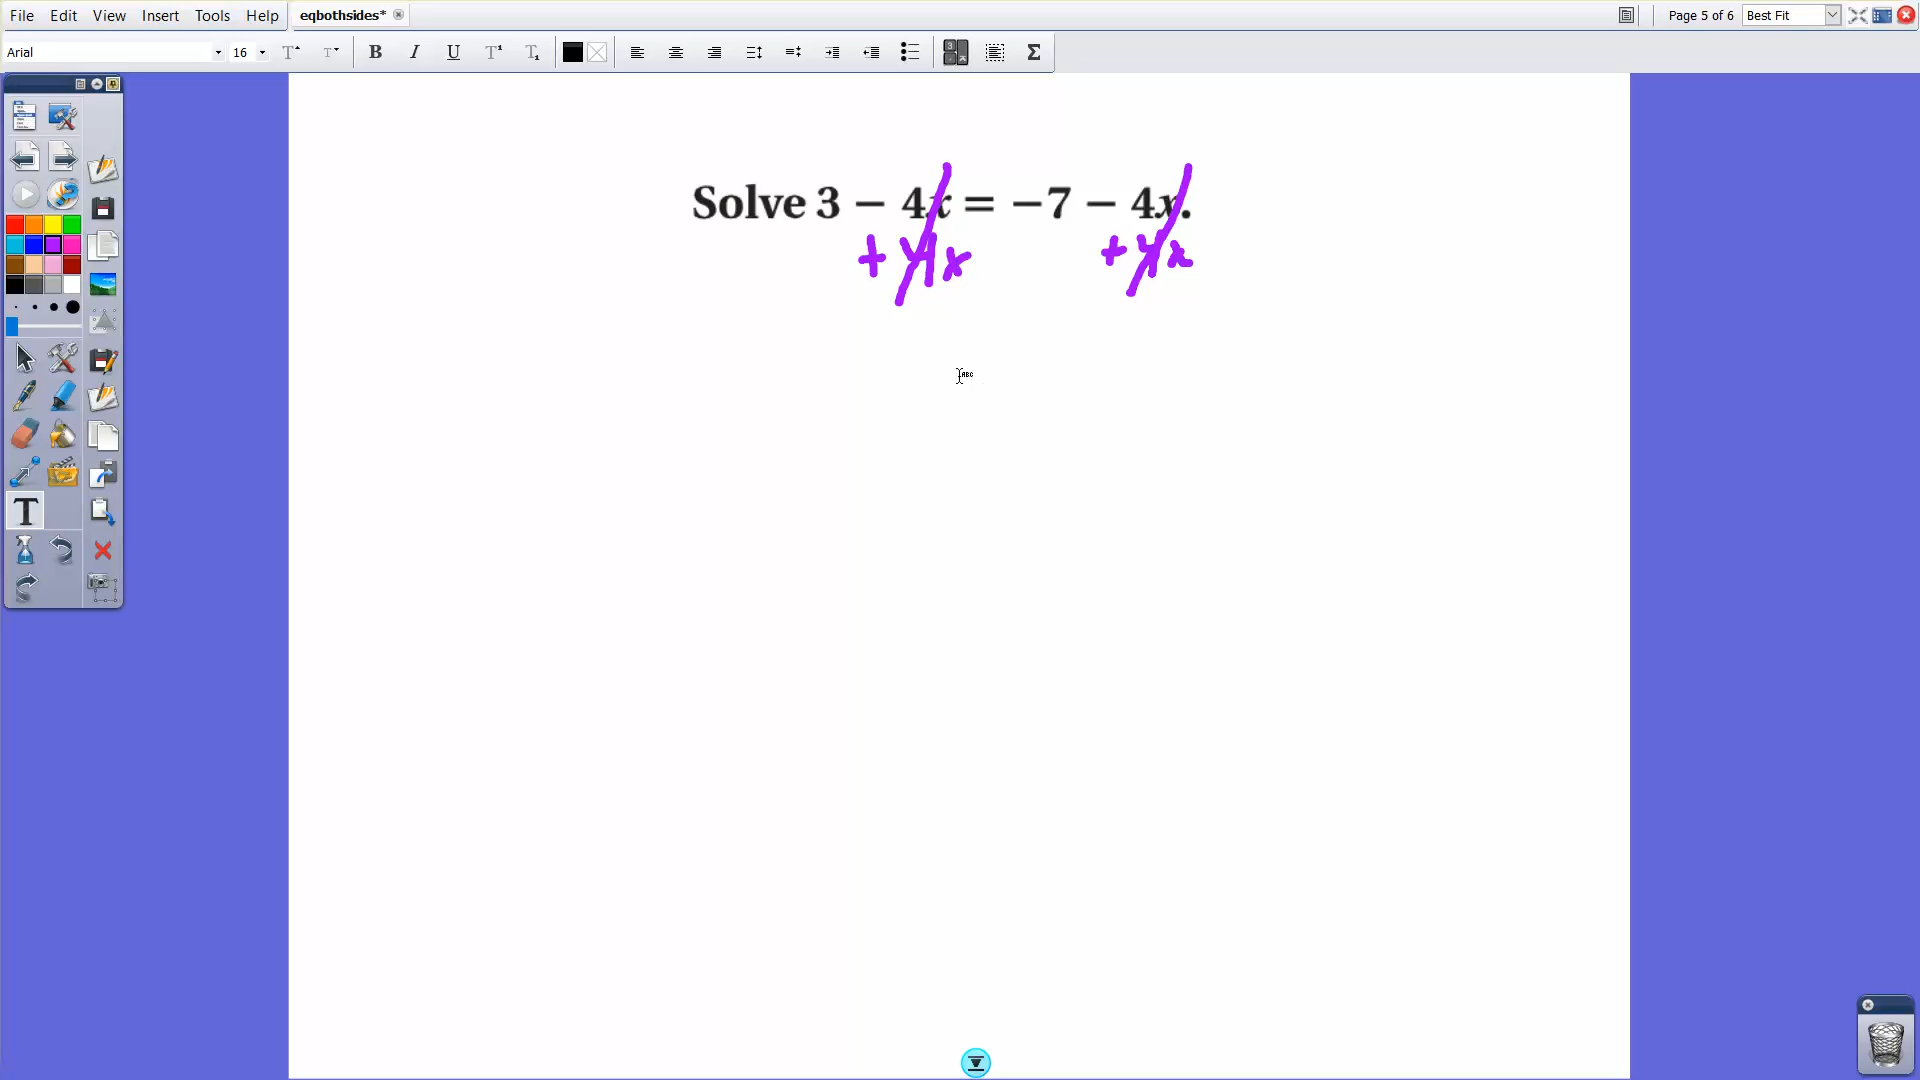 File Edit View Insert Tools Help eqbothsides* Page 5 of 6 Best Fit
Arial 16 B I U
Solve 3 − 4x = −7 − 4x.
+ 4x + 4x
ABC
T